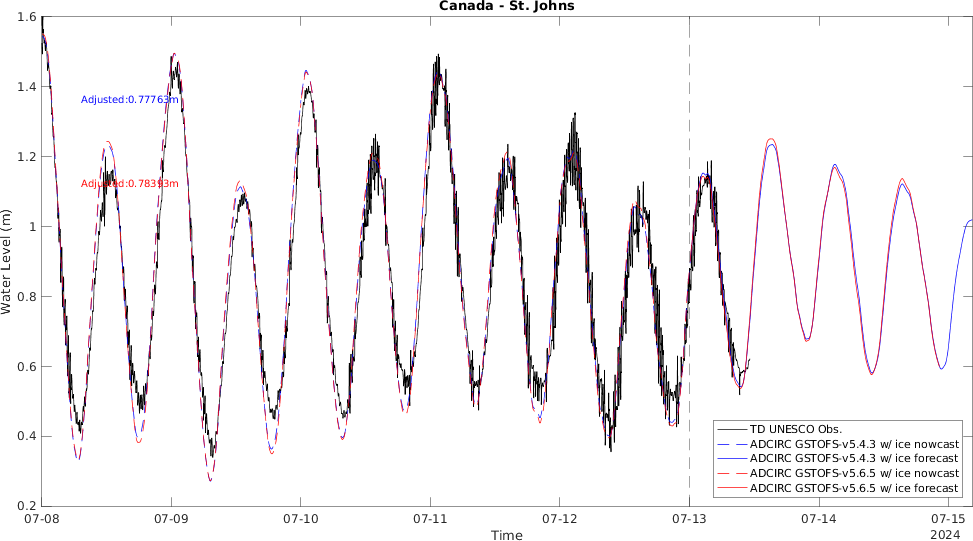 Canada - St. Johns
1.6
1.4
1.2
1
0.8
0.6
0.4
0.2
Water Level (m)
Adjusted:0.77763m
Adjusted:0.78393m
TD UNESCO Obs.
ADCIRC GSTOFS-v5.4.3 w/ ice nowcast
ADCIRC GSTOFS-v5.4.3 w/ ice forecast
ADCIRC GSTOFS-v5.6.5 w/ ice nowcast
ADCIRC GSTOFS-v5.6.5 w/ ice forecast
07-08 07-09 07-10 07-11 07-12 07-13 07-14 07-15
Time
2024